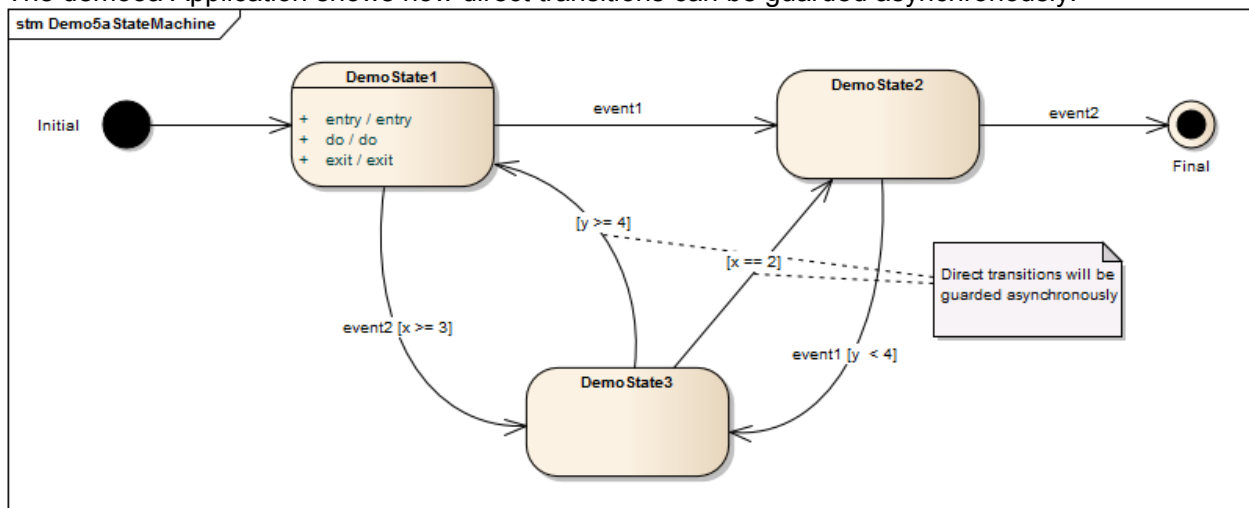 The demo5a Application shows how direct transitions can be guarded asynchronously.
stm Demo5aStateMachine
DemoState1
+ entry / entry
+ do / do
+ exit / exit
DemoState2
Initial
event1
event2
Final
[y >= 4]
[x == 2]
Direct transitions will be
guarded asynchronously
event2 [x >= 3]
event1 [y < 4]
DemoState3